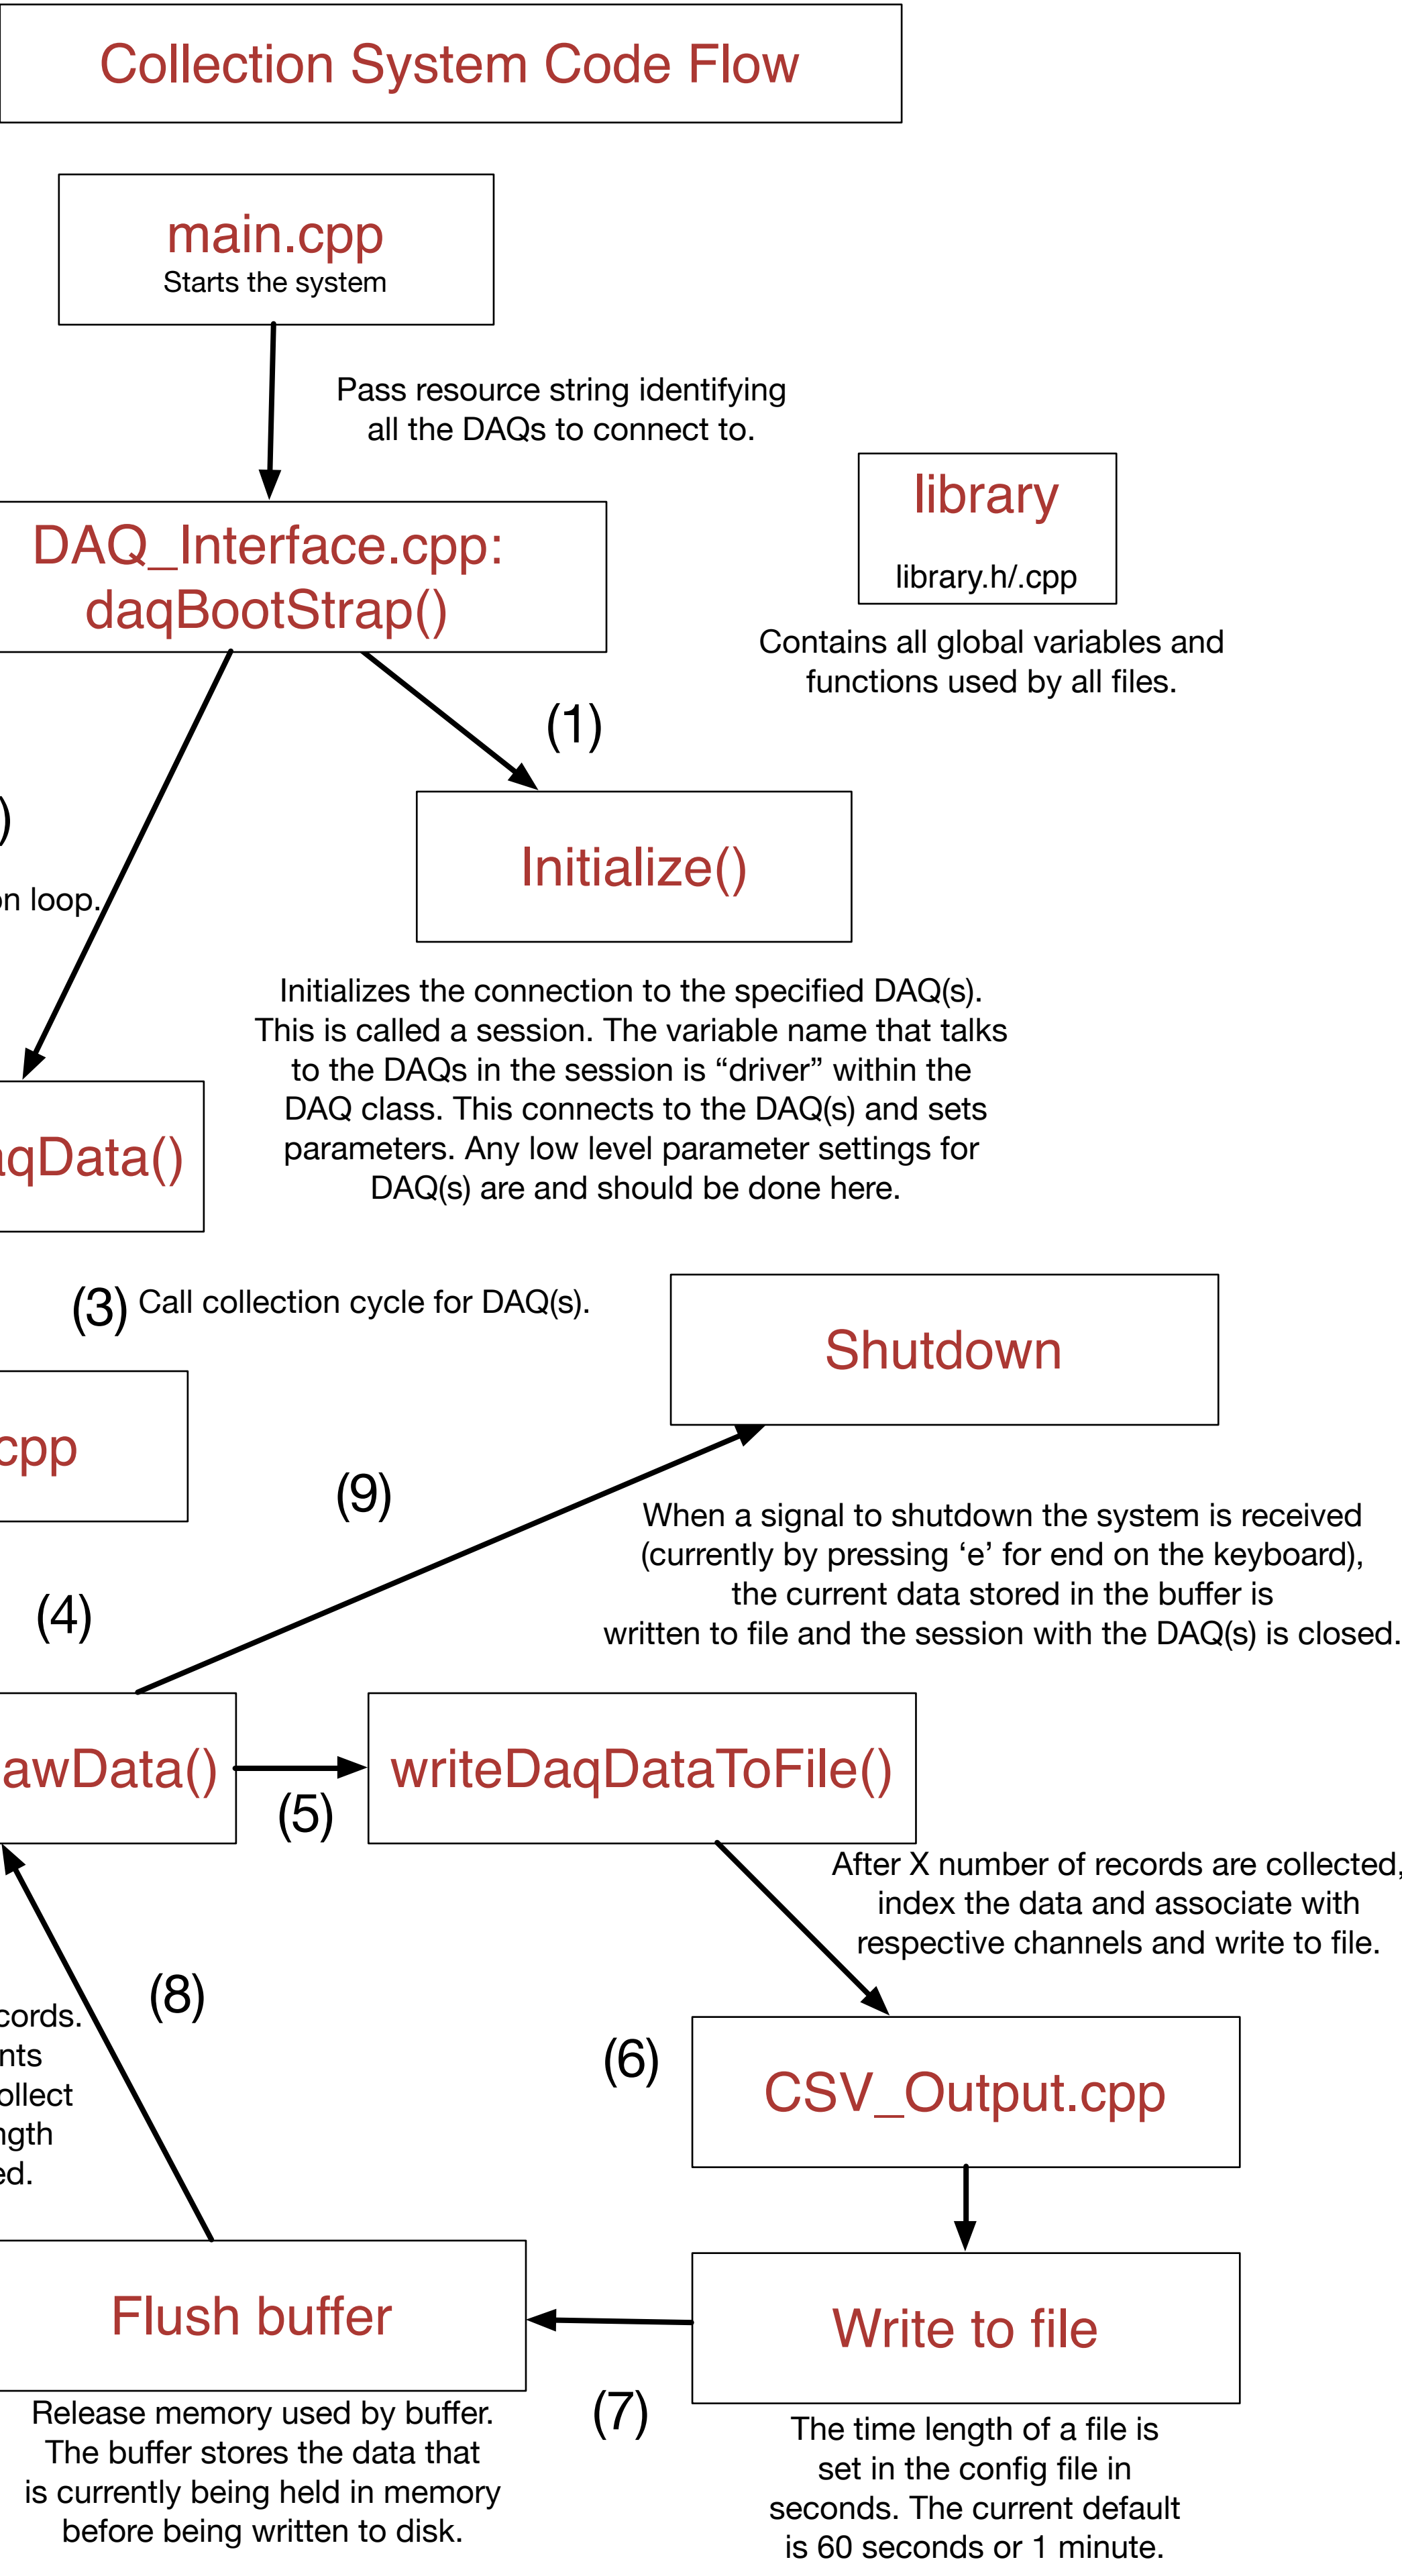 Collection System Code Flow
main.cpp
Starts the system
Pass resource string identifying
all the DAQs to connect to.
DAQ_Interface.cpp:
daqBootStrap()
library
library.h/.cpp
Contains all global variables and
functions used by all files.
(1)
)
loop.
Initialize()
Initializes the connection to the specified DAQ(s).
This is called a session. The variable name that talks
to the DAQs in the session is “driver” within the
DAQ class. This connects to the DAQ(s) and sets
parameters. Any low level parameter settings for
DAQ(s) are and should be done here.
qData()
(3) Call collection cycle for DAQ(s).
Shutdown
cpp
(9)
When a signal to shutdown the system is received
(currently by pressing ‘e’ for end on the keyboard),
the current data stored in the buffer is
written to file and the session with the DAQ(s) is closed.
(4)
awData()
(5)
writeDaqDataToFile()
After X number of records are collected,
index the data and associate with
respective channels and write to file.
(8)
cords.
nts
ollect
ngth
ed.
(6)
CSV_Output.cpp
Flush buffer
Write to file
(7)
Release memory used by buffer.
The buffer stores the data that
is currently being held in memory
before being written to disk.
The time length of a file is
set in the config file in
seconds. The current default
is 60 seconds or 1 minute.